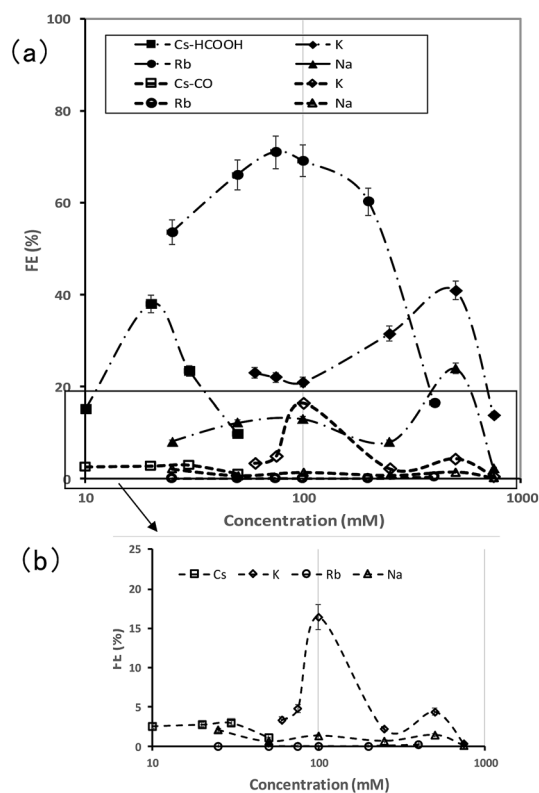 (a)
100
80
60
40
20
0
FE (%)
Cs-HCOOH K
Rb Na
Cs-CO K
Rb Na
10 100 1000
Concentration (mM)
(b)
25
20
15
10
5
0
FE (%)
Cs K Rb Na
10 100 1000
Concentration (mM)